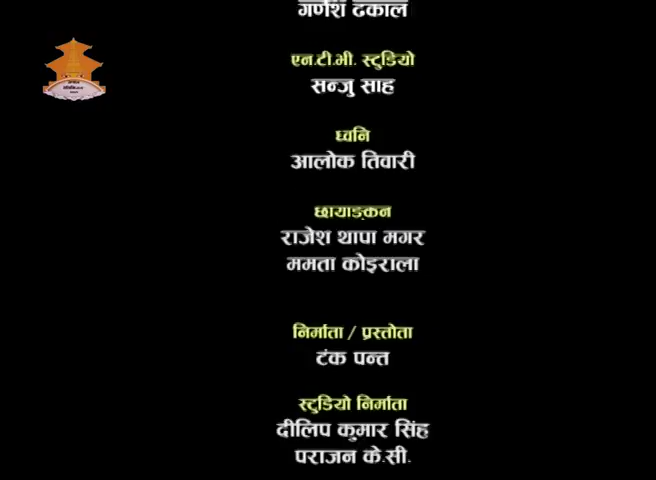 गणेश ढकाल
एन.टी.भी. स्टुडियो
सन्जु साह
ध्वनि
आलोक तिवारी
छायाङ्कन
राजेश थापा मगर
ममता कोइराला
निर्माता / प्रस्तोता
टंक पन्त
स्टुडियो निर्माता
दीलिप कुमार सिंह
पराजन के.सी.